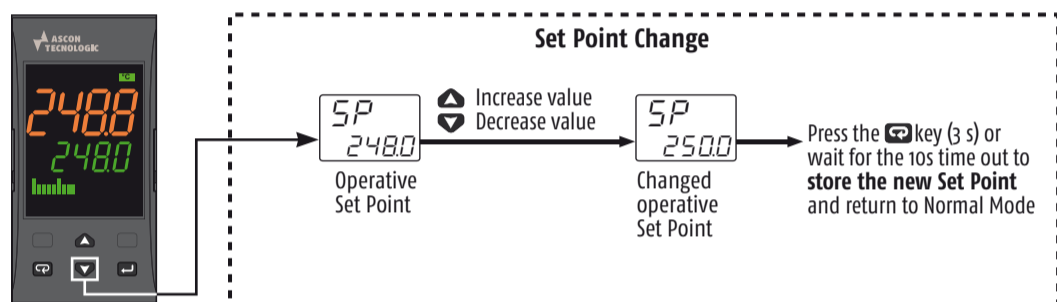 ASCON
TECNOLOGIC
°C
248.8
248.0
Set Point Change
SP
248.0
Increase value
Decrease value
SP
250.0
Operative
Set Point
Changed
operative
Set Point
Press the key (3 s) or
wait for the 10s time out to
store the new Set Point
and return to Normal Mode